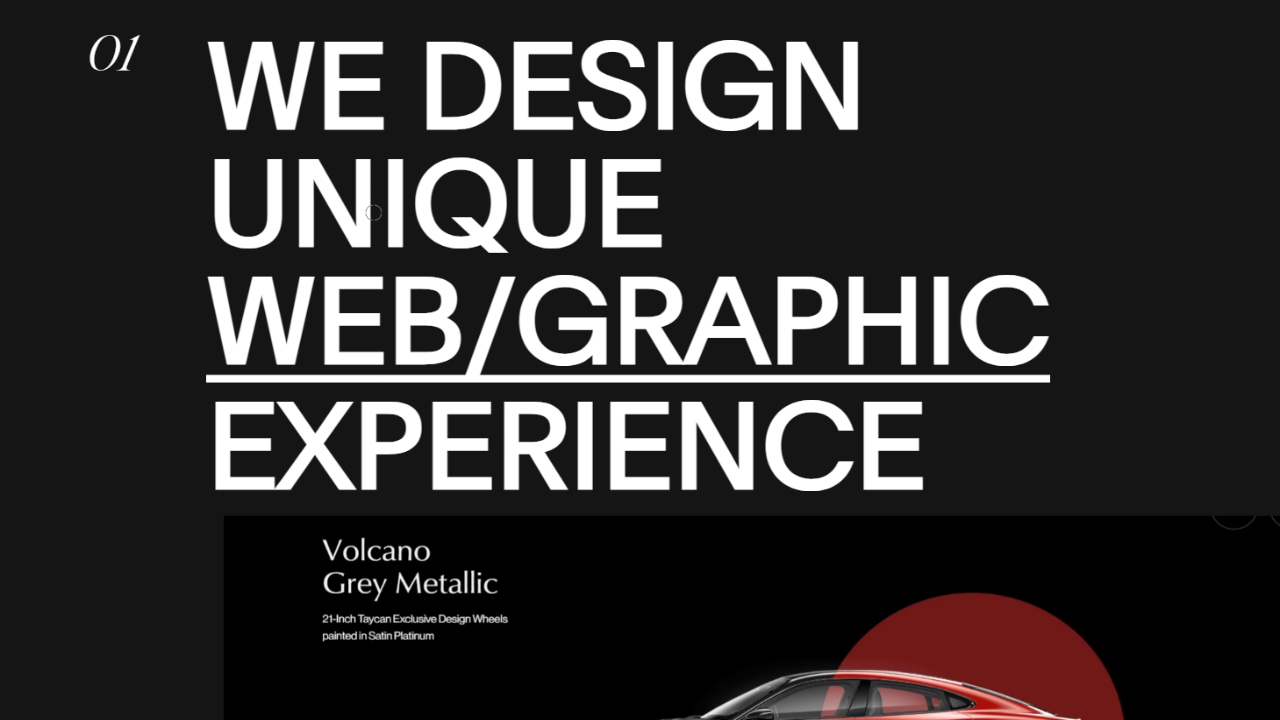 01
WE DESIGN
UNIQUE
WEB/GRAPHIC
EXPERIENCE
Volcano
Grey Metallic
21-Inch Taycan Exclusive Design Wheels
painted in Satin Platinum